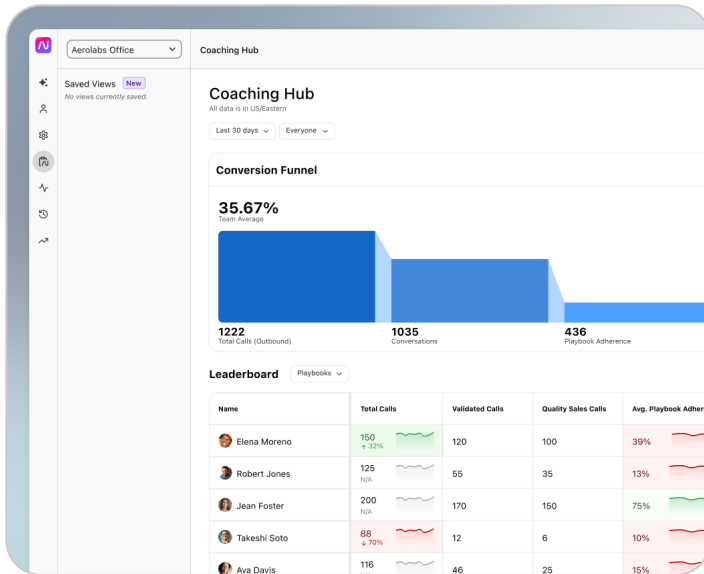 Aerolabs Office
Coaching Hub
Saved Views New
No views currently saved.
Coaching Hub
All data is in US/Eastern
Last 30 days Everyone
Conversion Funnel
35.67%
Team Average
1222 1035 436
Total Calls (Outbound) Conversations Playbook Adherence
Leaderboard Playbooks
Name Total Calls Validated Calls Quality Sales Calls Avg. Playbook Adher
Elena Moreno 150 ↑ 32% 120 100 39%
Robert Jones 125 N/A 55 35 13%
Jean Foster 200 N/A 170 150 75%
Takeshi Soto 88 ↓ 70% 12 6 10%
Ava Davis 116 46 25 15%